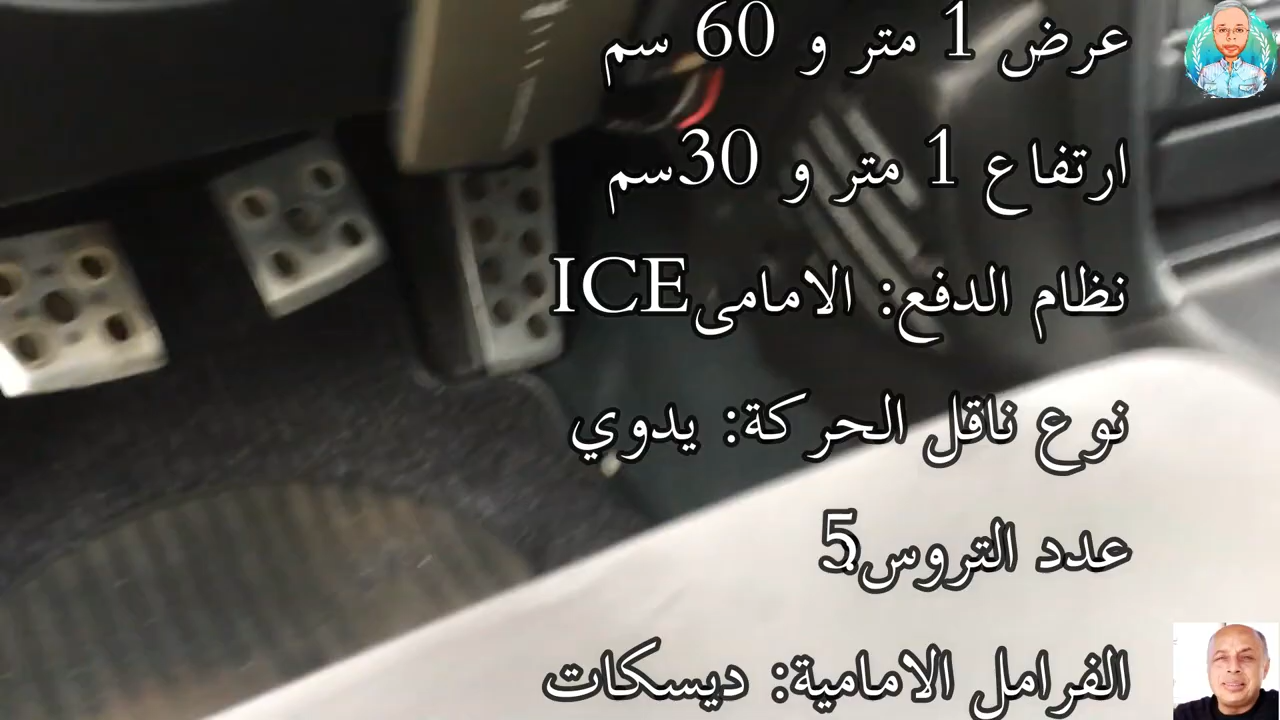 عرض 1 متر و 60 سم
ارتفاع 1 متر و 30سم
نظام الدفع: الامامىICE
نوع ناقل الحركة: يدوي
عدد التروس5
الفرامل الامامية: ديسكات